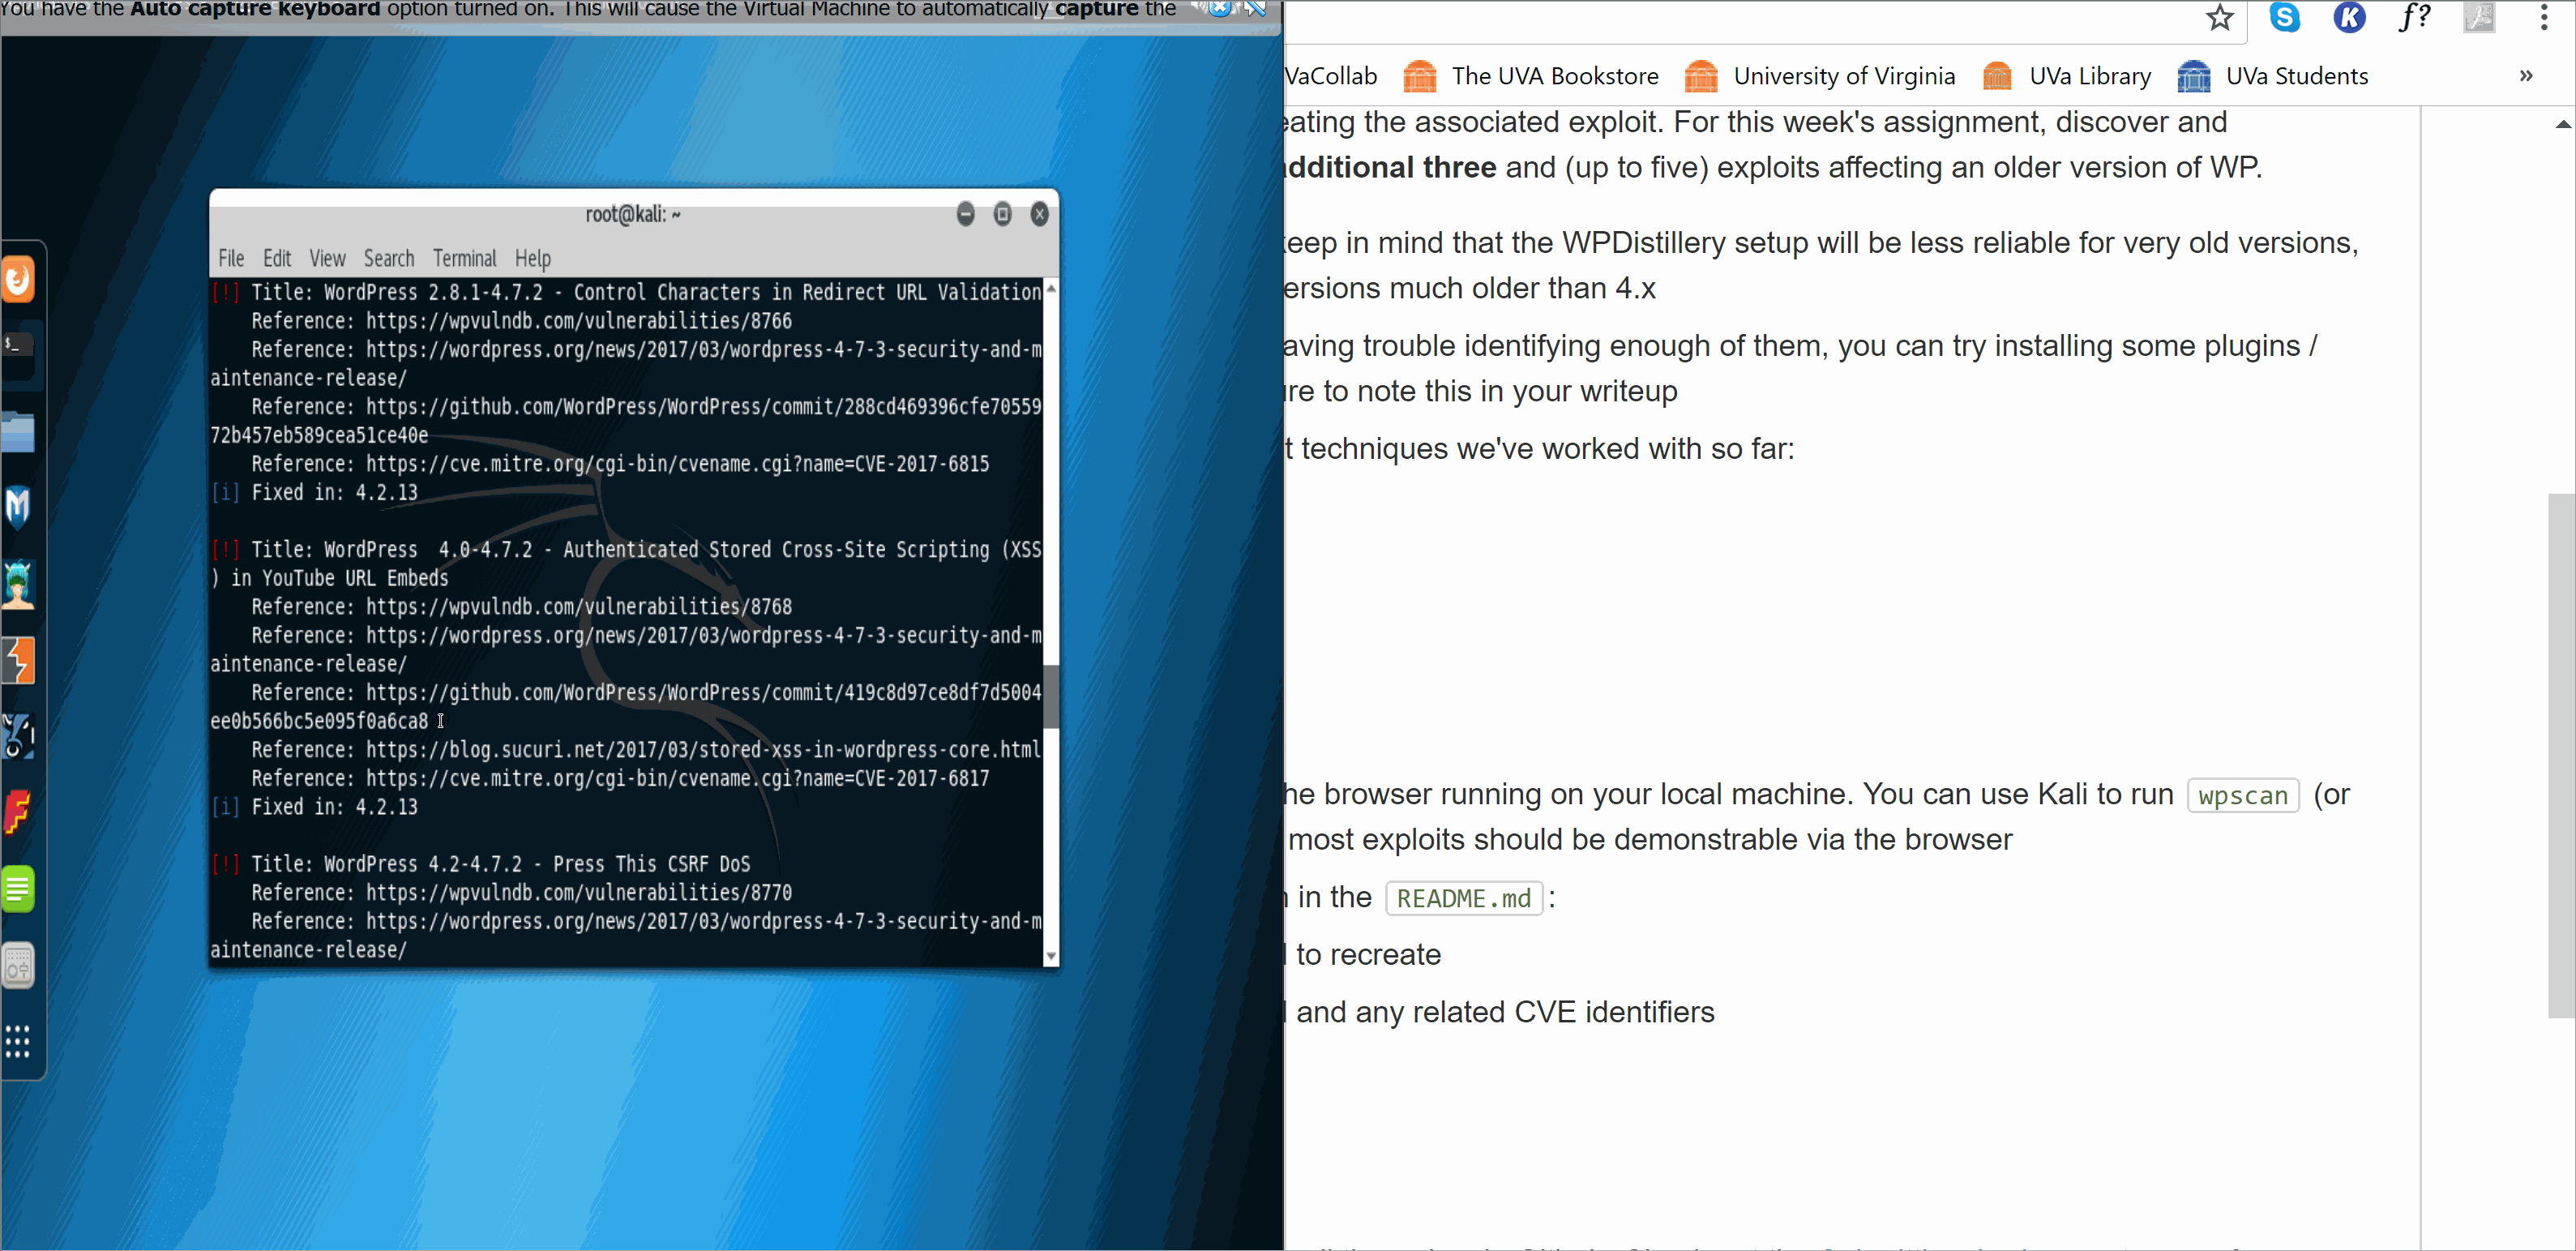 You have the Auto capture keyboard option turned on. This will cause the Virtual Machine to automatically capture the
root@kali: ~
File Edit View Search Terminal Help
[!] Title: WordPress 2.8.1-4.7.2 - Control Characters in Redirect URL Validation
Reference: https://wpvulndb.com/vulnerabilities/8766
Reference: https://wordpress.org/news/2017/03/wordpress-4-7-3-security-and-m
aintenance-release/
Reference: https://github.com/WordPress/WordPress/commit/288cd469396cfe70559
72b457eb589cea51ce40e
Reference: https://cve.mitre.org/cgi-bin/cvename.cgi?name=CVE-2017-6815
[i] Fixed in: 4.2.13
[!] Title: WordPress  4.0-4.7.2 - Authenticated Stored Cross-Site Scripting (XSS
) in YouTube URL Embeds
Reference: https://wpvulndb.com/vulnerabilities/8768
Reference: https://wordpress.org/news/2017/03/wordpress-4-7-3-security-and-m
aintenance-release/
Reference: https://github.com/WordPress/WordPress/commit/419c8d97ce8df7d5004
ee0b566bc5e095f0a6ca8
Reference: https://blog.sucuri.net/2017/03/stored-xss-in-wordpress-core.html
Reference: https://cve.mitre.org/cgi-bin/cvename.cgi?name=CVE-2017-6817
[i] Fixed in: 4.2.13
[!] Title: WordPress 4.2-4.7.2 - Press This CSRF DoS
Reference: https://wpvulndb.com/vulnerabilities/8770
Reference: https://wordpress.org/news/2017/03/wordpress-4-7-3-security-and-m
aintenance-release/
S K f?
VaCollab The UVA Bookstore University of Virginia UVa Library UVa Students »
eating the associated exploit. For this week's assignment, discover and
dditional three and (up to five) exploits affecting an older version of WP.
keep in mind that the WPDistillery setup will be less reliable for very old versions,
ersions much older than 4.x
aving trouble identifying enough of them, you can try installing some plugins /
re to note this in your writeup
t techniques we've worked with so far:
he browser running on your local machine. You can use Kali to run wpscan (or
most exploits should be demonstrable via the browser
in the README.md :
to recreate
and any related CVE identifiers